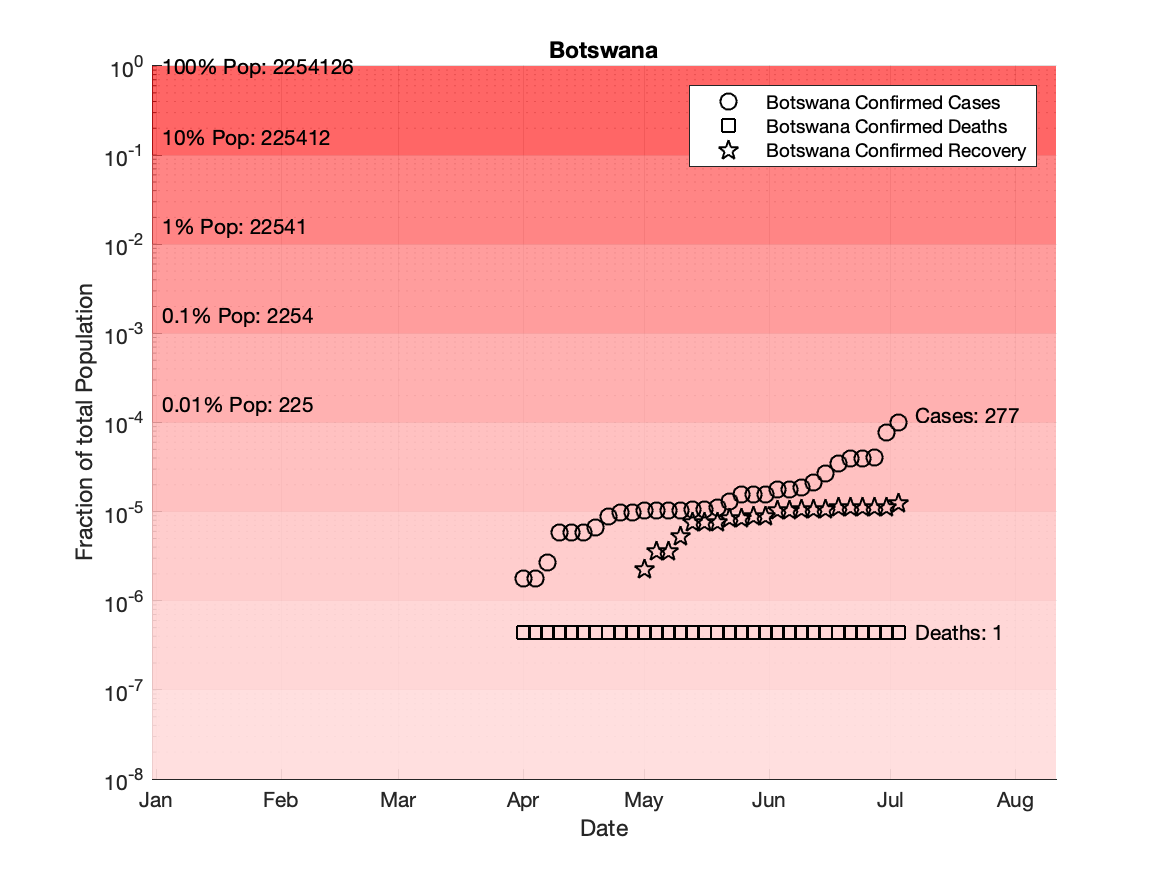 Botswana
10^0
100% Pop: 2254126
Botswana Confirmed Cases
Botswana Confirmed Deaths
Botswana Confirmed Recovery
10% Pop: 225412
10^-1
1% Pop: 22541
10^-2
0.1% Pop: 2254
10^-3
0.01% Pop: 225
10^-4
Cases: 277
10^-5
10^-6
Deaths: 1
10^-7
10^-8
Fraction of total Population
Jan Feb Mar Apr May Jun Jul Aug
Date